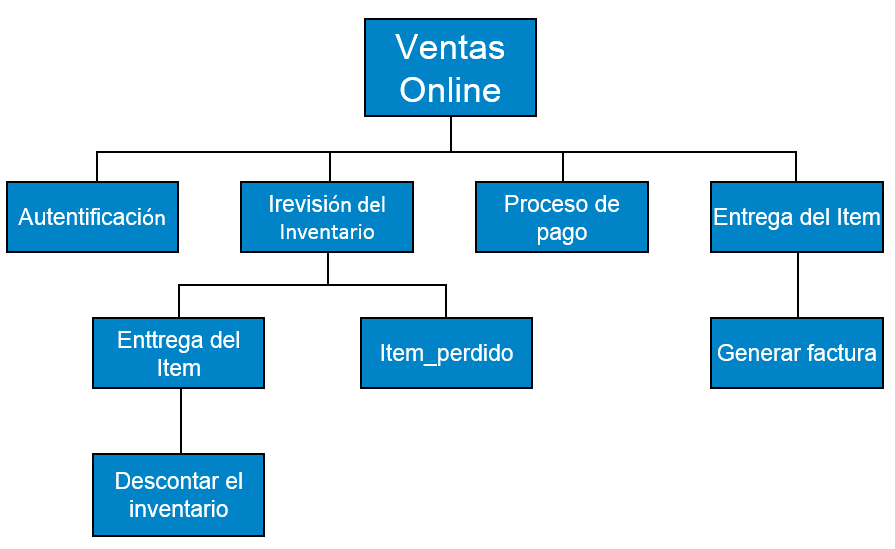 Ventas
Online
Autentificación
Irevisión del
Inventario
Proceso de
pago
Entrega del Item
Enttrega del
Item
Item_perdido
Generar factura
Descontar el
inventario